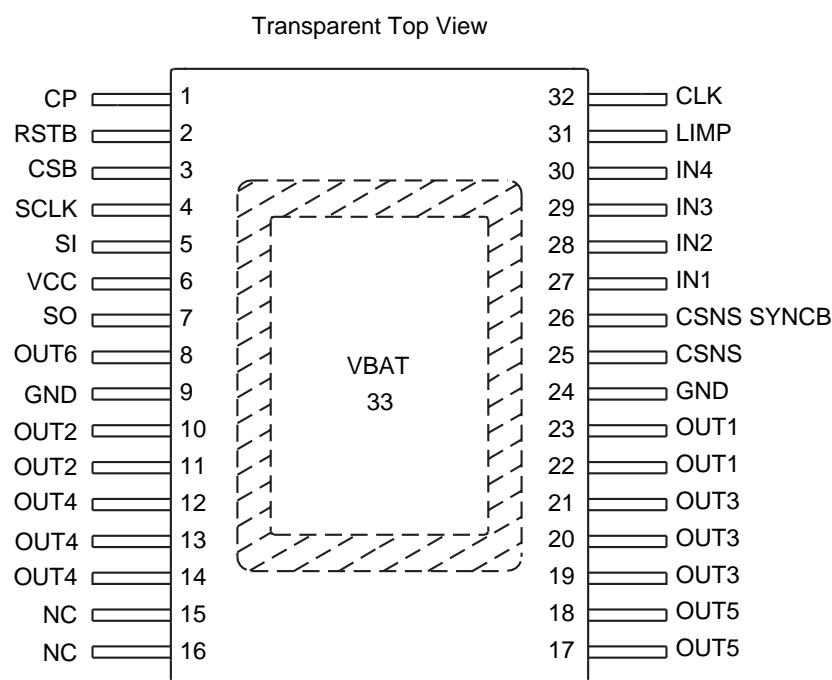 Transparent Top View
CP 1 32 CLK
RSTB 2 31 LIMP
CSB 3 30 IN4
SCLK 4 29 IN3
SI 5 28 IN2
VCC 6 27 IN1
SO 7 26 CSNS SYNCB
OUT6 8 25 CSNS
VBAT
GND 9 24 GND
33
OUT2 10 23 OUT1
OUT2 11 22 OUT1
OUT4 12 21 OUT3
OUT4 13 20 OUT3
OUT4 14 19 OUT3
NC 15 18 OUT5
NC 16 17 OUT5